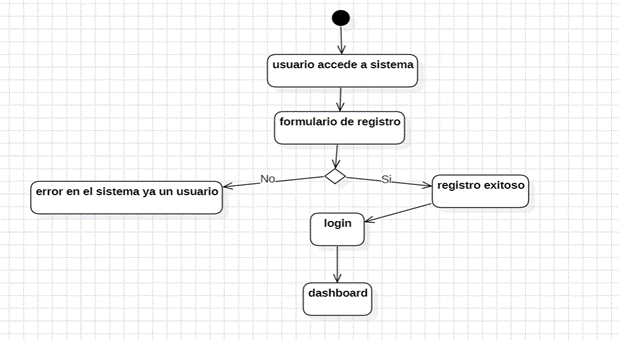 usuario accede a sistema
formulario de registro
No
Si
error en el sistema ya un usuario
registro exitoso
login
dashboard